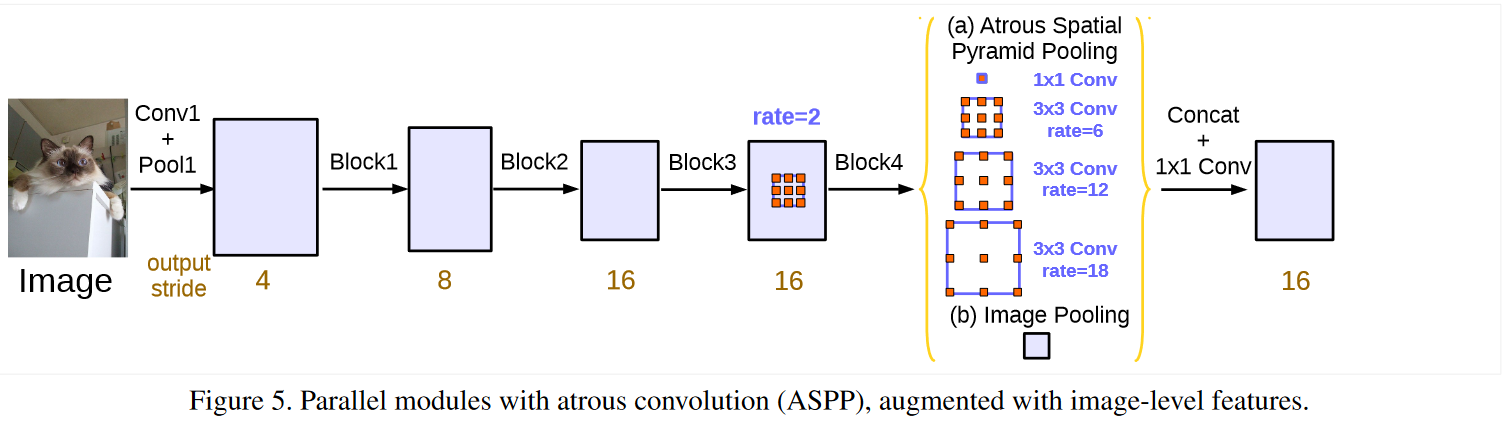 Image
Conv1
+
Pool1
output
stride
4
Block1
8
Block2
16
Block3
rate=2
16
Block4
(a) Atrous Spatial
Pyramid Pooling
1x1 Conv
3x3 Conv
rate=6
3x3 Conv
rate=12
3x3 Conv
rate=18
(b) Image Pooling
Concat
+
1x1 Conv
16
Figure 5. Parallel modules with atrous convolution (ASPP), augmented with image-level features.